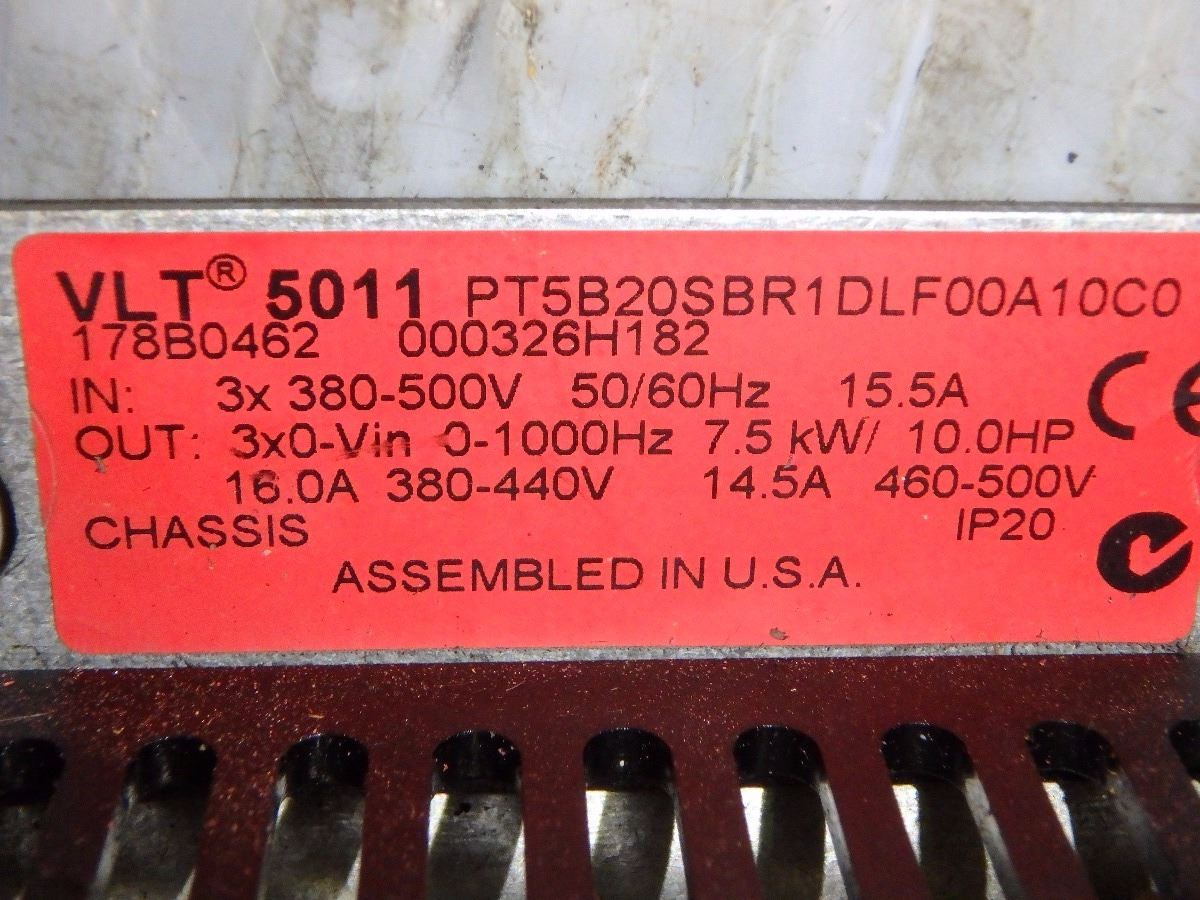 VLT® 5011 PT5B20SBR1DLF00A10C0
178B0462 000326H182
IN: 3x 380-500V 50/60Hz 15.5A
OUT: 3x0-Vin 0-1000Hz 7.5 kW/ 10.0HP
16.0A 380-440V 14.5A 460-500V
CHASSIS IP20
ASSEMBLED IN U.S.A.
CE